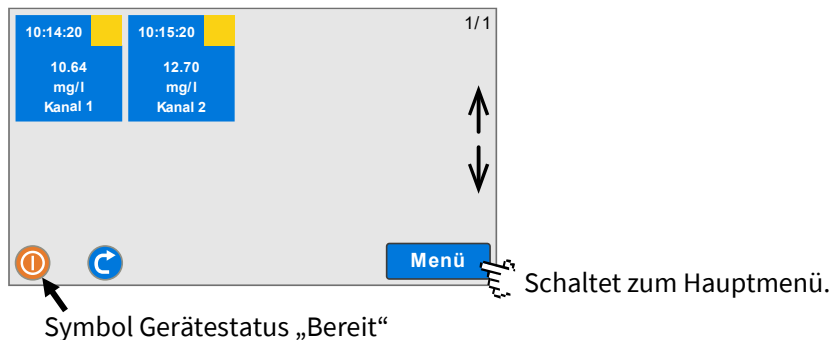 10:14:20
10.64
mg/l
Kanal 1
10:15:20
12.70
mg/l
Kanal 2
1/1
Menü
Schaltet zum Hauptmenü.
Symbol Gerätestatus „Bereit“